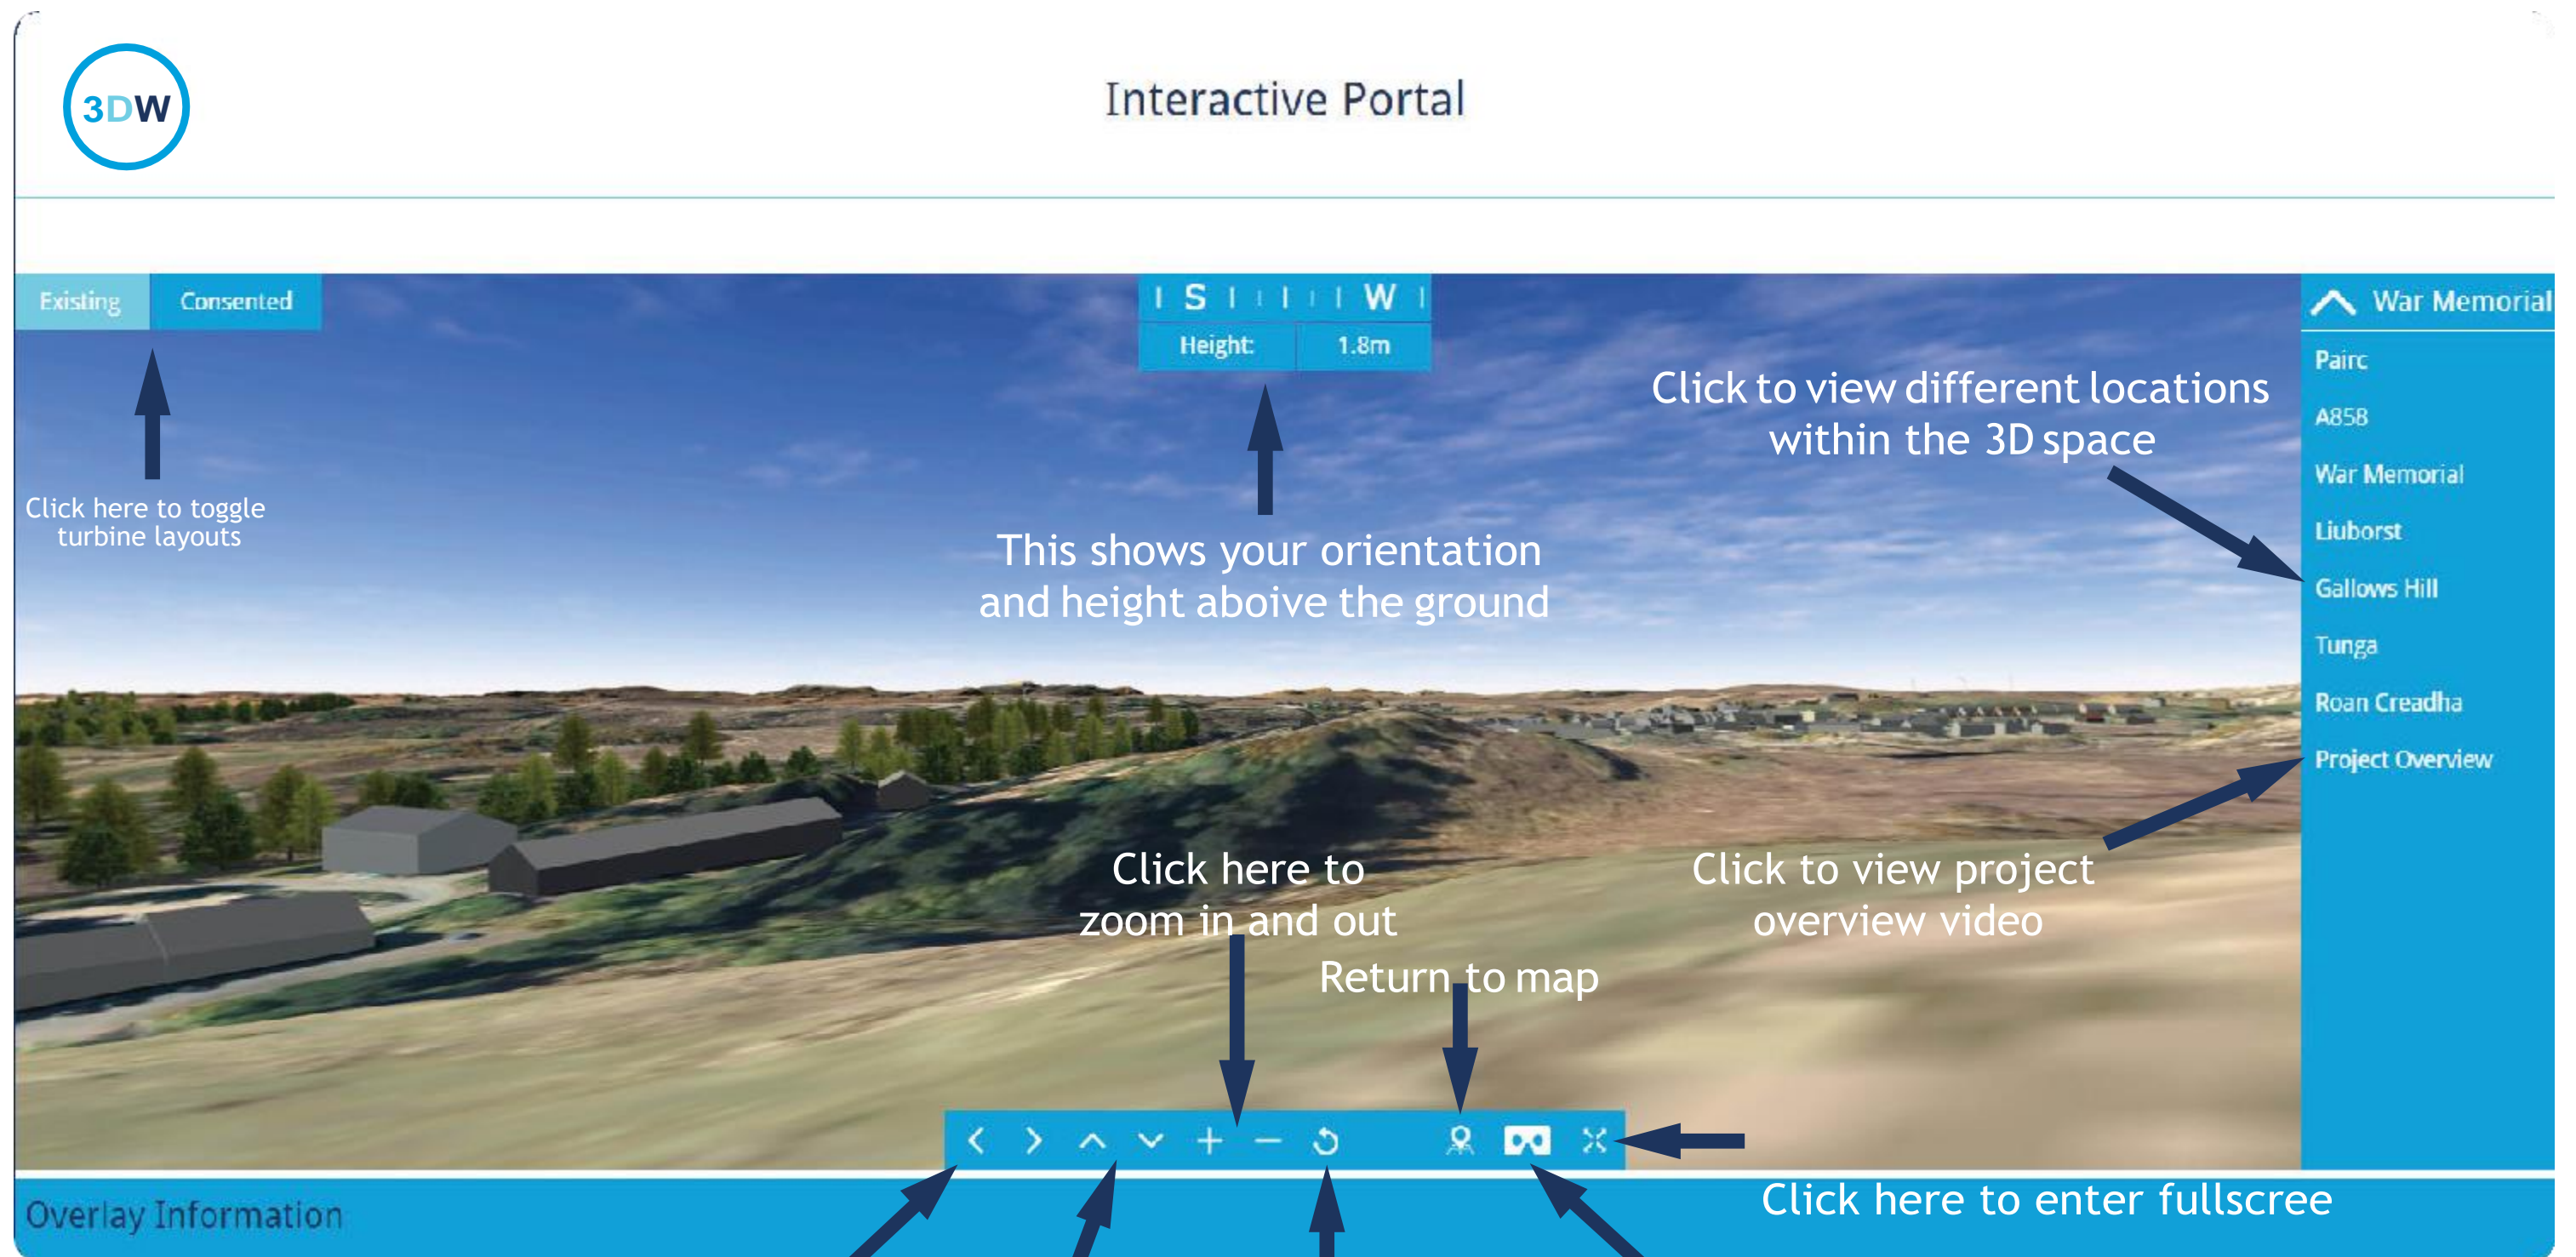 3DW
Interactive Portal
Existing
Consented
S W
Height: 1.8m
War Memorial
Pairc
A858
War Memorial
Liuborst
Gallows Hill
Tunga
Roan Creadha
Project Overview
Click here to toggle
turbine layouts
This shows your orientation
and height aboive the ground
Click to view different locations
within the 3D space
Click here to
zoom in and out
Return to map
Click to view project
overview video
Click here to enter fullscree
Overlay Information